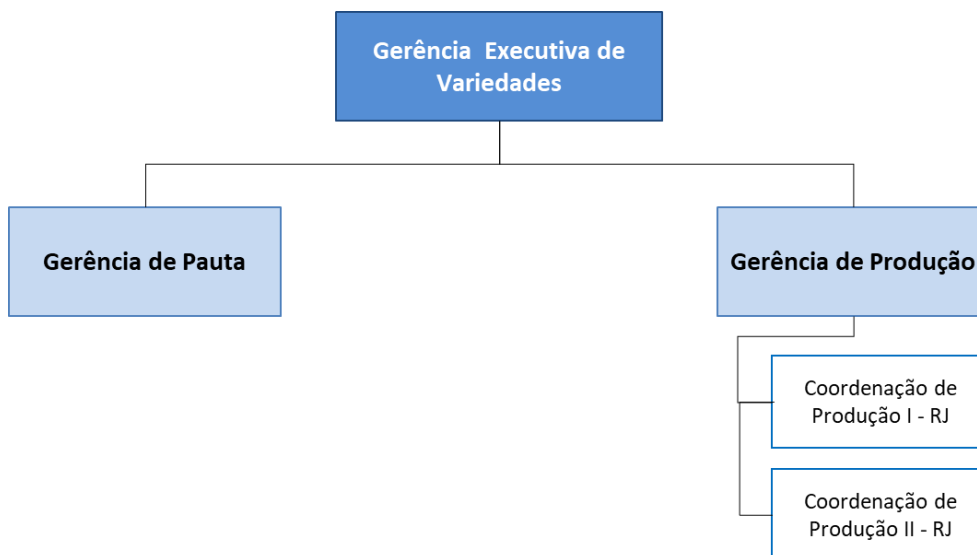 Gerência Executiva de
Variedades
Gerência de Pauta
Gerência de Produção
Coordenação de
Produção I - RJ
Coordenação de
Produção II - RJ